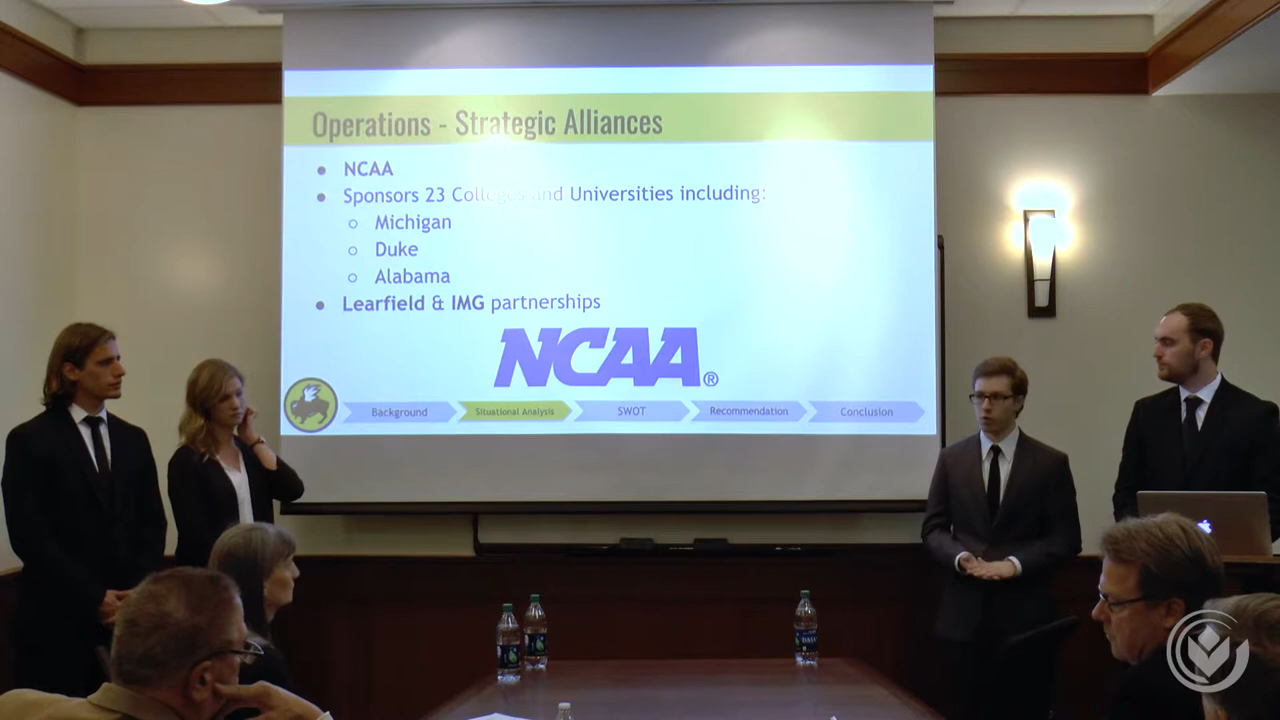 Operations - Strategic Alliances
● NCAA
● Sponsors 23 Colleges and Universities including:
○ Michigan
○ Duke
○ Alabama
● Learfield & IMG partnerships
NCAA®
Background
Situational Analysis
SWOT
Recommendation
Conclusion